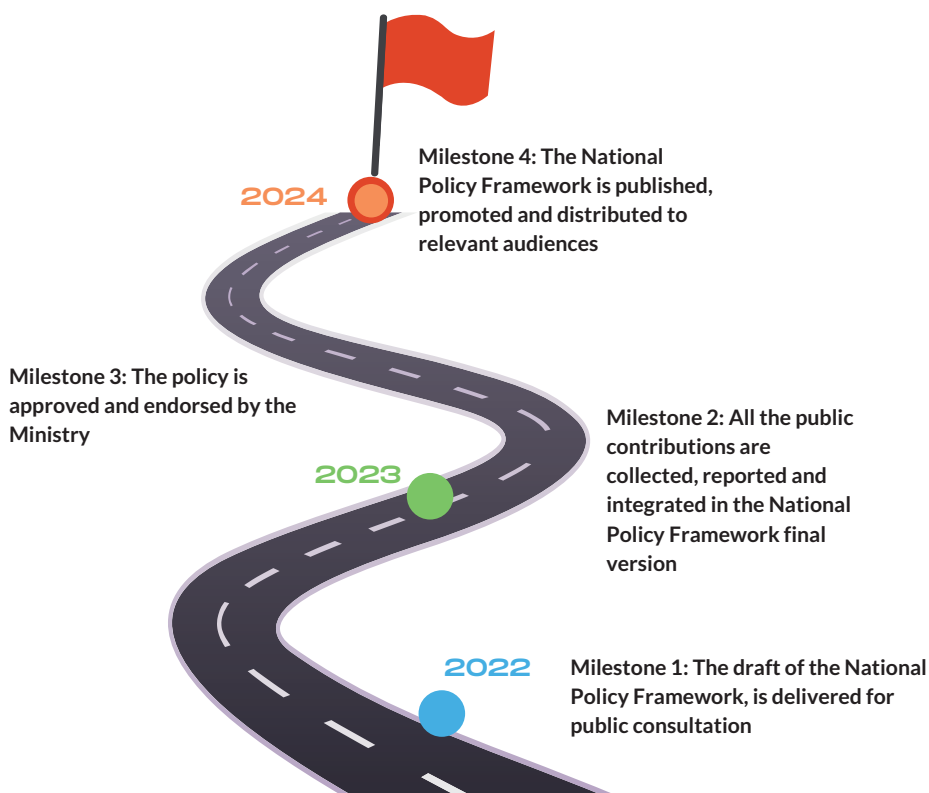 2024
Milestone 4: The National
Policy Framework is published,
promoted and distributed to
relevant audiences
Milestone 3: The policy is
approved and endorsed by the
Ministry
Milestone 2: All the public
contributions are
collected, reported and
integrated in the National
Policy Framework final
version
2023
2022
Milestone 1: The draft of the National
Policy Framework, is delivered for
public consultation